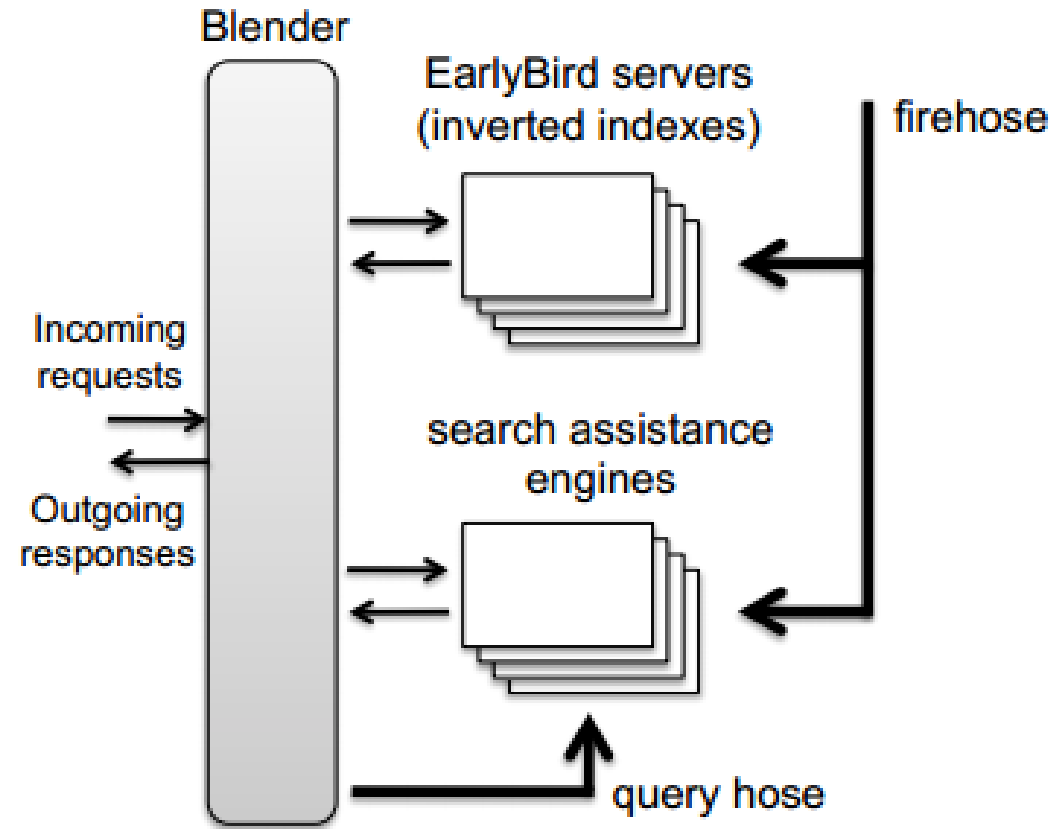 Blender
EarlyBird servers
(inverted indexes)
firehose
Incoming
requests
Outgoing
responses
search assistance
engines
query hose